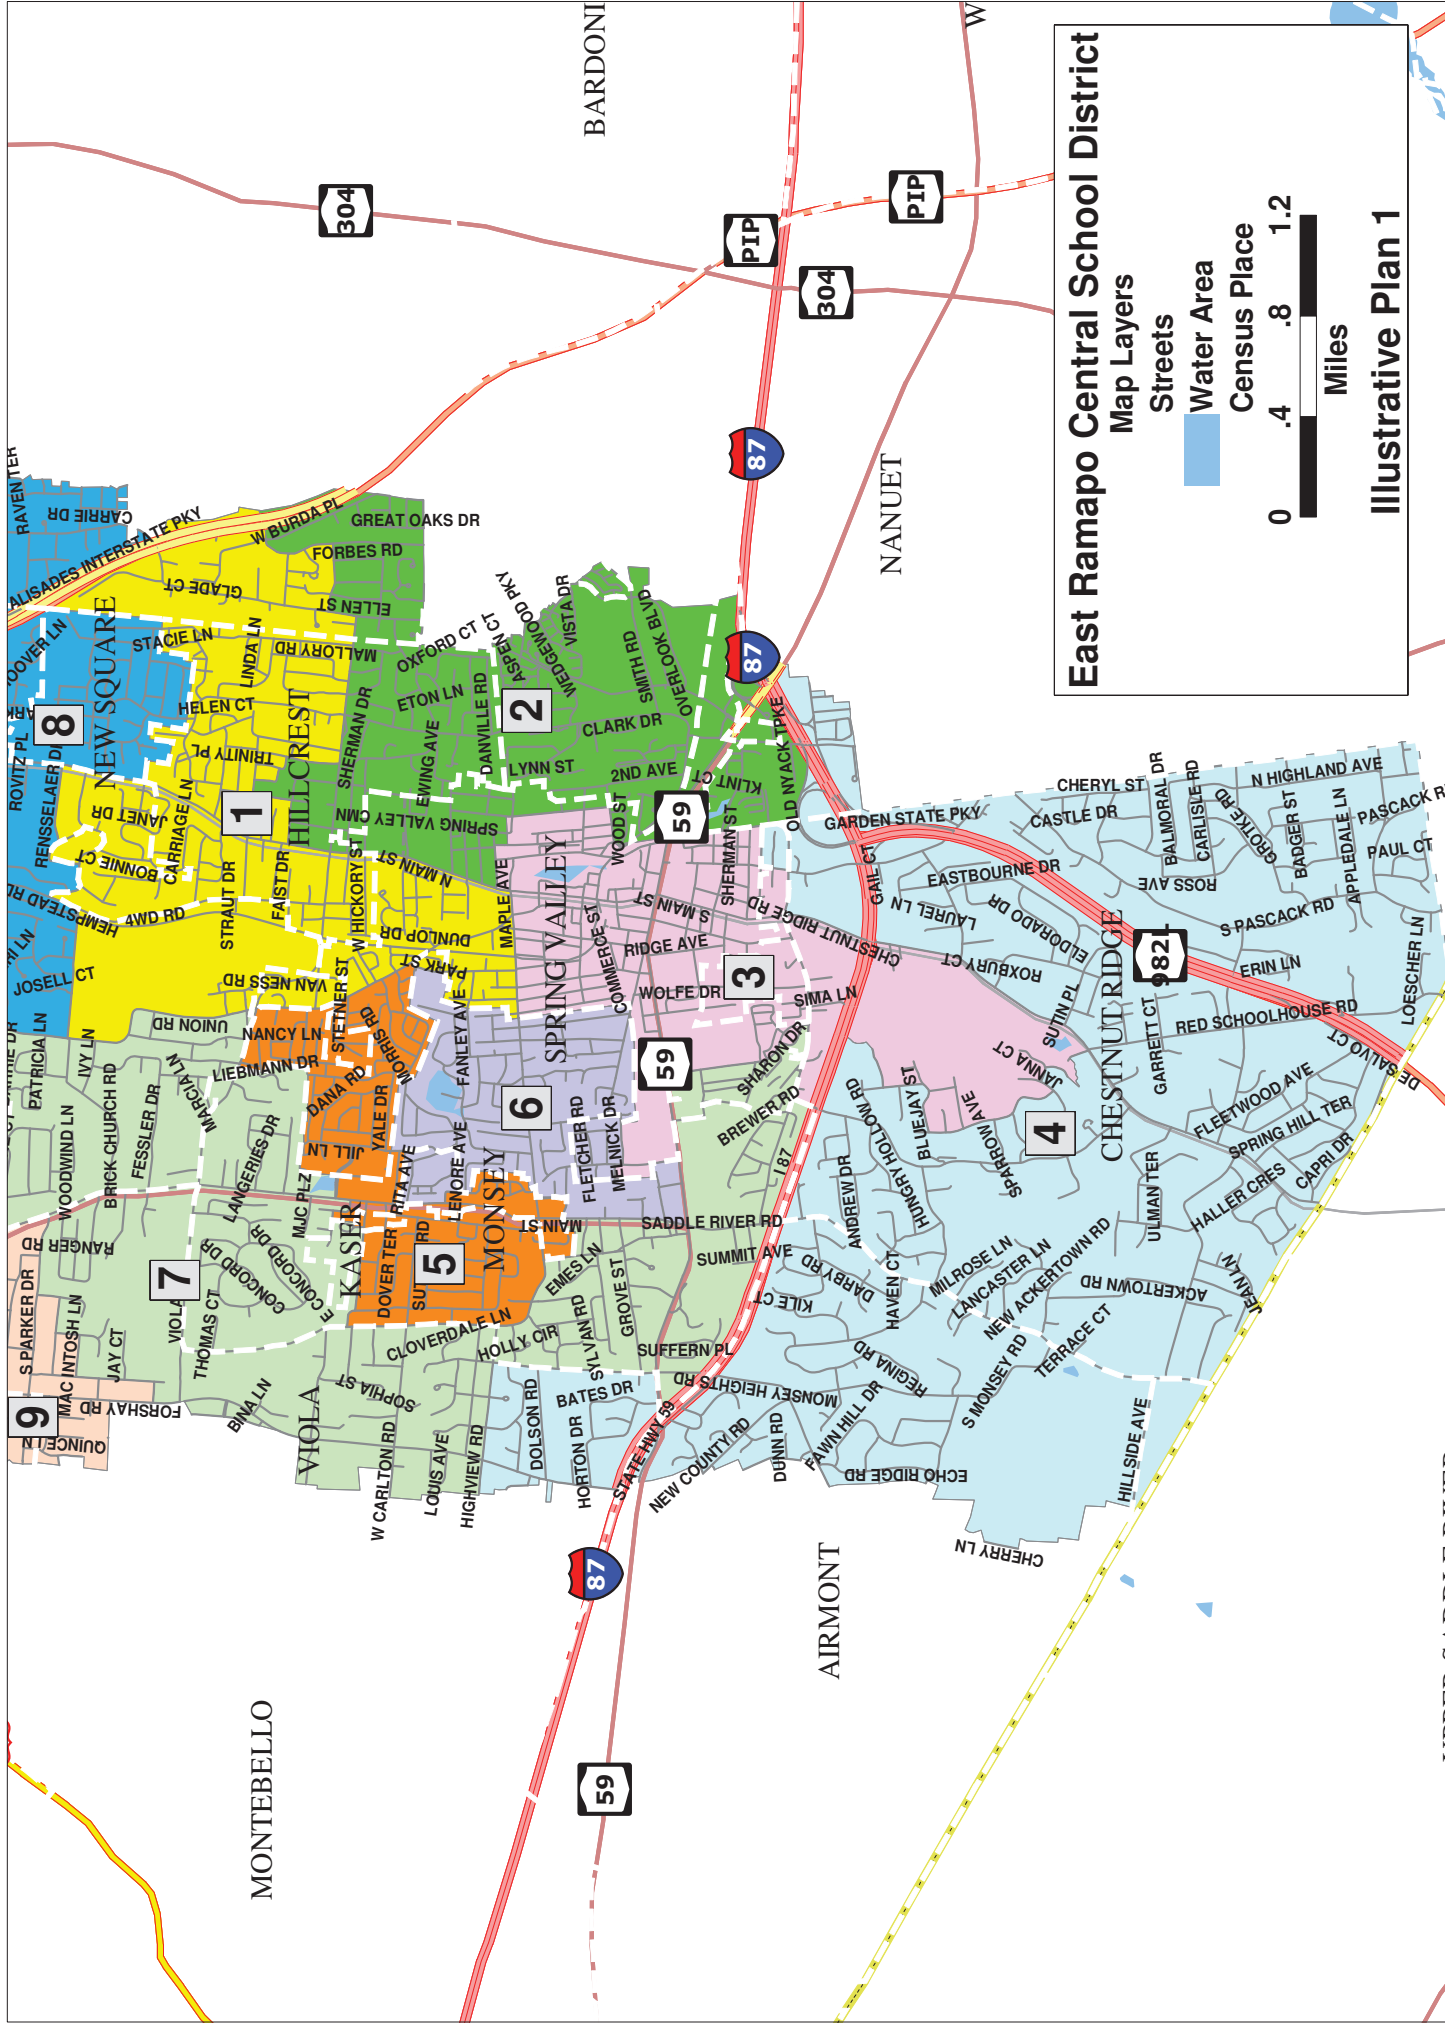 East Ramapo Central School District
Map Layers
Streets
Water Area
Census Place
0
.4
.8
1.2
Miles
Illustrative Plan 1
MONTEBELLO
AIRMONT
VIOLA
KASER
MONSEY
SPRING VALLEY
HILLCREST
NEW SQUARE
CHESTNUT RIDGE
NANUET
BARDONI
W
1
2
3
4
5
6
7
8
9
304
304
PIP
PIP
87
87
87
59
59
59
982L
RAVEN TER
CARRIE DR
ALISADES INTERSTATE PKY
W BURDA PL
GREAT OAKS DR
FORBES RD
GLADE CT
ELLEN ST
OOVER LN
STACIE LN
LINDA LN
MALLORY RD
OXFORD CT
ASPEN CT
WEDGEWOOD PKY
VISTA DR
HELEN CT
TRINITY PL
SHERMAN DR
ETON LN
EWING AVE
DANVILLE RD
SMITH RD
OVERLOOK BLVD
CLARK DR
LYNN ST
2ND AVE
KLINT CT
OLD NYACK TPKE
ROVITZ PL
RENSSELAER DR
JANET DR
CARRIAGE LN
BONNIE CT
HEMPSTEAD RD
4WD RD
STRAUT DR
FAIST DR
W HICKORY ST
N MAIN ST
SPRING VALLEY CMN
DUNLOP DR
MAPLE AVE
PARK ST
WOOD ST
SHERMAN ST
S MAIN ST
RIDGE AVE
COMMERCE ST
WOLFE DR
SIMA LN
CHESTNUT RIDGE RD
GAIL CT
GARDEN STATE PKY
JOSELL CT
VAN NESS RD
STETNER ST
UNION RD
NANCY LN
LIEBMANN DR
MORRIS RD
DANA RD
YALE DR
JILL LN
FANLEY AVE
LENORE AVE
RITA AVE
FLETCHER RD
MELNICK DR
SHARON DR
BREWER RD
I 87
PATRICIA LN
IVY LN
WOODWIND LN
BRICK CHURCH RD
FESSLER DR
MARCIA LN
LANGERIES DR
MJC PLZ
CONCORD DR
E CONCORD DR
RANGER RD
S PARKER DR
MAC INTOSH LN
JAY CT
VIOLA
THOMAS CT
FORSHAY RD
BINA LN
SOPHIA ST
W CARLTON RD
LOUIS AVE
HIGHVIEW RD
DOVER TER
CLOVERDALE LN
HOLLY CIR
MAIN ST
EMES LN
SYLVAN RD
GROVE ST
SUFFERN PL
SADDLE RIVER RD
SUMMIT AVE
DOLSON RD
BATES DR
HORTON DR
STATE HWY 59
NEW COUNTY RD
MONSEY HEIGHTS RD
DUNN RD
FAWN HILL DR
ECHO RIDGE RD
CHERRY LN
REGINA RD
KILE CT
DARBY RD
ANDREW DR
HUNGRY HOLLOW RD
BLUEJAY ST
SPARROW AVE
HAVEN CT
MILROSE LN
LANCASTER LN
NEW ACKERTOWN RD
S MONSEY RD
TERRACE CT
ACKERTOWN RD
HILLSIDE AVE
JEAN LN
ULMAN TER
HALLER CRES
CAPRI DR
SPRING HILL TER
FLEETWOOD AVE
GARRETT CT
RED SCHOOLHOUSE RD
DE SALVO CT
LOESCHER LN
ERIN LN
SUTIN PL
JANNA CT
ROXBURY CT
ELDORADO DR
LAUREL LN
EASTBOURNE DR
CASTLE DR
CHERYL ST
BALMORAL DR
CARLISLE RD
ROSS AVE
GROTKE RD
BADGER ST
N HIGHLAND AVE
APPLEDALE LN
PASCACK R
PAUL CT
S PASCACK RD